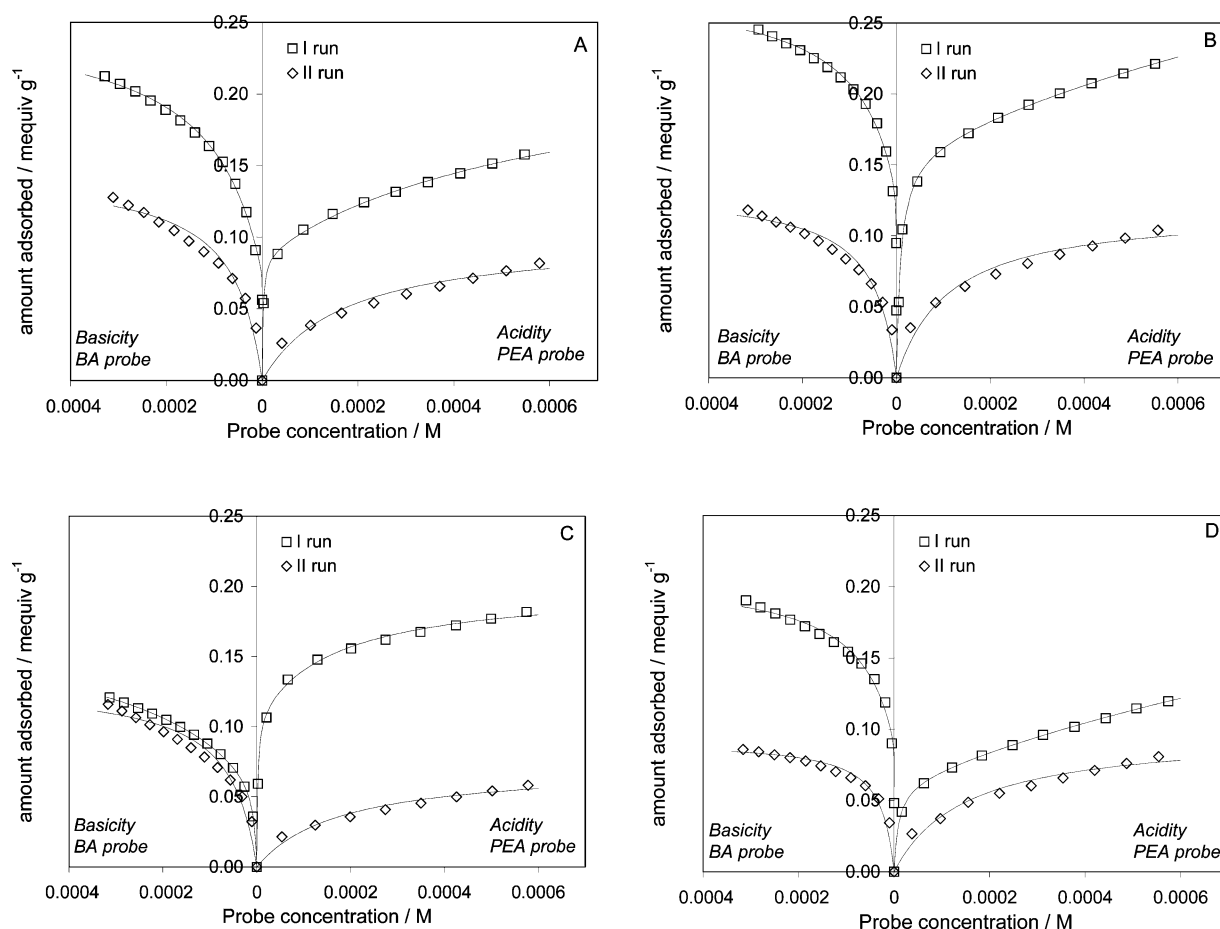 A
amount adsorbed / mequiv g⁻¹
0.25
0.20
0.15
0.10
0.05
0.00
I run
II run
Basicity
BA probe
Acidity
PEA probe
0.0004 0.0002 0 0.0002 0.0004 0.0006
Probe concentration / M
B
amount adsorbed / mequiv g⁻¹
0.25
0.20
0.15
0.10
0.05
0.00
I run
II run
Basicity
BA probe
Acidity
PEA probe
0.0004 0.0002 0 0.0002 0.0004 0.0006
Probe concentration / M
C
amount adsorbed / mequiv g⁻¹
0.25
0.20
0.15
0.10
0.05
0.00
I run
II run
Basicity
BA probe
Acidity
PEA probe
0.0004 0.0002 0 0.0002 0.0004 0.0006
Probe concentration / M
D
amount adsorbed / mequiv g⁻¹
0.25
0.20
0.15
0.10
0.05
0.00
I run
II run
Basicity
BA probe
Acidity
PEA probe
0.0004 0.0002 0 0.0002 0.0004 0.0006
Probe concentration / M